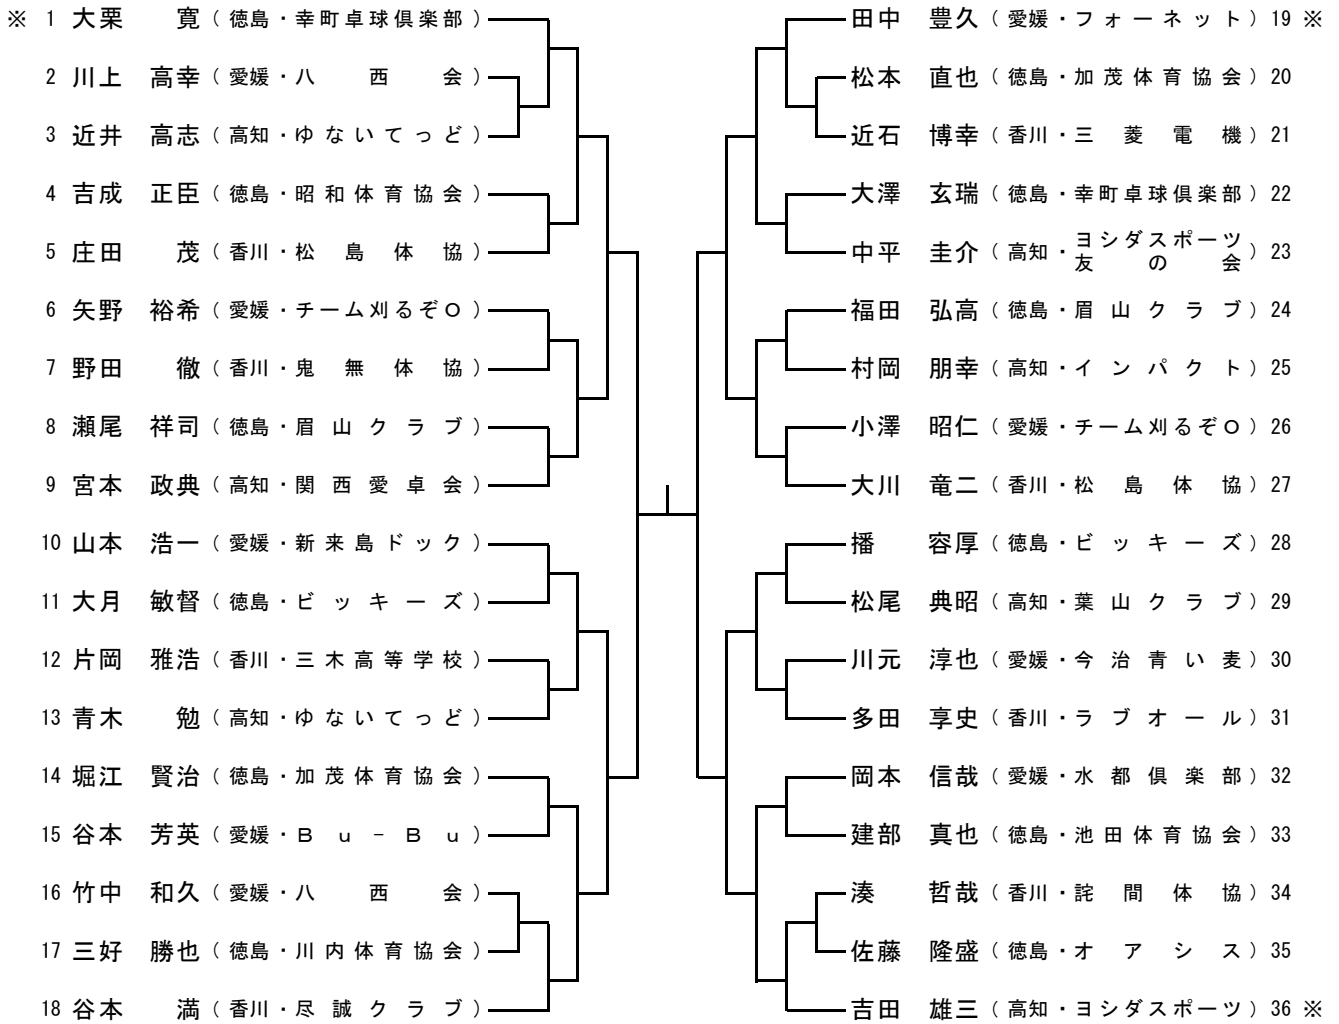 ※ 1 大栗 寛 (徳島・幸町卓球倶楽部)
2 川上 高幸 (愛媛・八西会)
3 近井 高志 (高知・ゆないてっど)
4 吉成 正臣 (徳島・昭和体育協会)
5 庄田 茂 (香川・松島体協)
6 矢野 裕希 (愛媛・チーム刈るぞO)
7 野田 徹 (香川・鬼無体協)
8 瀬尾 祥司 (徳島・眉山クラブ)
9 宮本 政典 (高知・関西愛卓会)
10 山本 浩一 (愛媛・新来島ドック)
11 大月 敏督 (徳島・ビッキーズ)
12 片岡 雅浩 (香川・三木高等学校)
13 青木 勉 (高知・ゆないてっど)
14 堀江 賢治 (徳島・加茂体育協会)
15 谷本 芳英 (愛媛・Bu-Bu)
16 竹中 和久 (愛媛・八西会)
17 三好 勝也 (徳島・川内体育協会)
18 谷本 満 (香川・尽誠クラブ)
田中 豊久 (愛媛・フォーネット) 19 ※
松本 直也 (徳島・加茂体育協会) 20
近石 博幸 (香川・三菱電機) 21
大澤 玄瑞 (徳島・幸町卓球倶楽部) 22
中平 圭介 (高知・ヨシダスポーツ
友の会) 23
福田 弘高 (徳島・眉山クラブ) 24
村岡 朋幸 (高知・インパクト) 25
小澤 昭仁 (愛媛・チーム刈るぞO) 26
大川 竜二 (香川・松島体協) 27
播 容厚 (徳島・ビッキーズ) 28
松尾 典昭 (高知・葉山クラブ) 29
川元 淳也 (愛媛・今治青い麦) 30
多田 享史 (香川・ラブオール) 31
岡本 信哉 (愛媛・水都倶楽部) 32
建部 真也 (徳島・池田体育協会) 33
湊 哲哉 (香川・詫間体協) 34
佐藤 隆盛 (徳島・オアシス) 35
吉田 雄三 (高知・ヨシダスポーツ) 36 ※